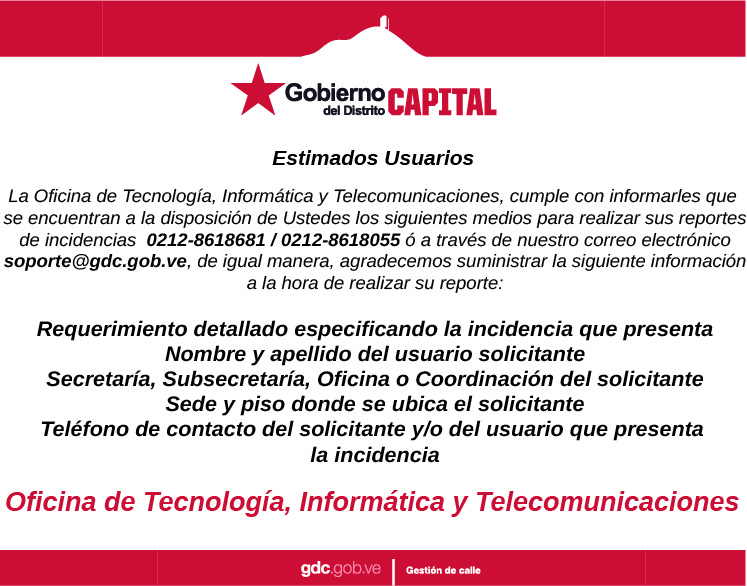 Gobierno
del Distrito CAPITAL
Estimados Usuarios
La Oficina de Tecnología, Informática y Telecomunicaciones, cumple con informarles que
se encuentran a la disposición de Ustedes los siguientes medios para realizar sus reportes
de incidencias 0212-8618681 / 0212-8618055 ó a través de nuestro correo electrónico
soporte@gdc.gob.ve, de igual manera, agradecemos suministrar la siguiente información
a la hora de realizar su reporte:
Requerimiento detallado especificando la incidencia que presenta
Nombre y apellido del usuario solicitante
Secretaría, Subsecretaría, Oficina o Coordinación del solicitante
Sede y piso donde se ubica el solicitante
Teléfono de contacto del solicitante y/o del usuario que presenta
la incidencia
Oficina de Tecnología, Informática y Telecomunicaciones
gdc.gob.ve | Gestión de calle